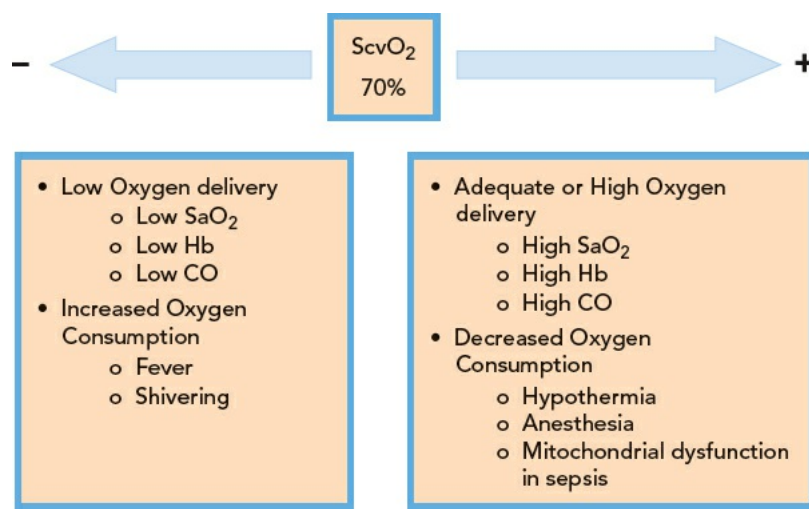 ScvO₂
70%
–
+
• Low Oxygen delivery
o Low SaO₂
o Low Hb
o Low CO
• Increased Oxygen
Consumption
o Fever
o Shivering
• Adequate or High Oxygen
delivery
o High SaO₂
o High Hb
o High CO
• Decreased Oxygen
Consumption
o Hypothermia
o Anesthesia
o Mitochondrial dysfunction
in sepsis